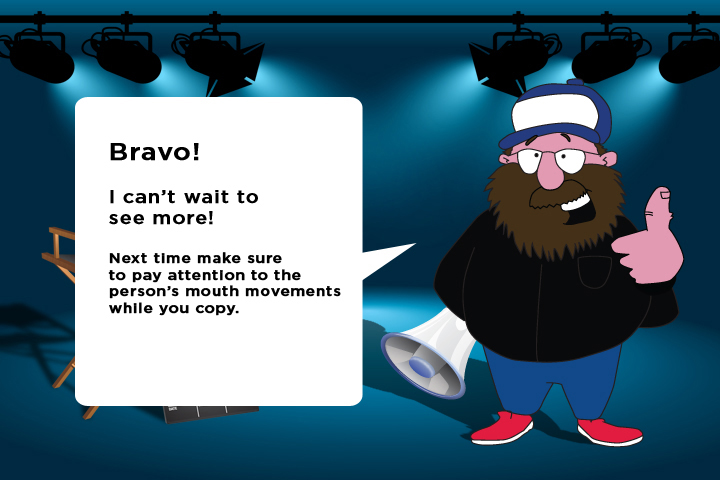 Bravo!
I can't wait to
see more!
Next time make sure
to pay attention to the
person's mouth movements
while you copy.